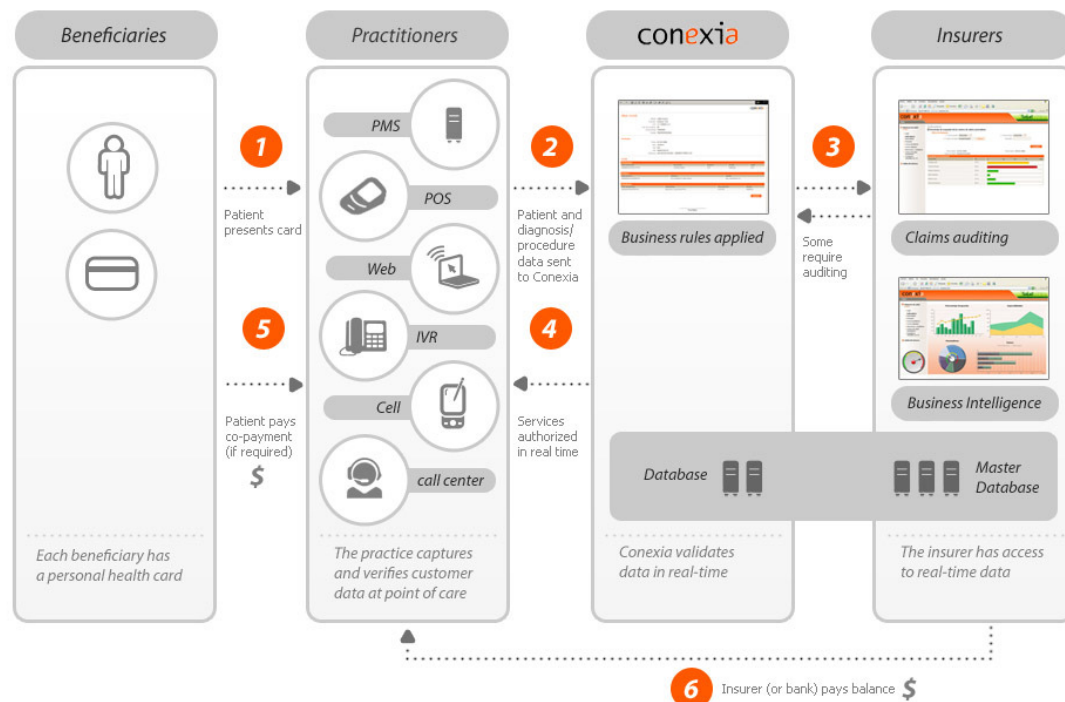 Beneficiaries
Practitioners
conexia
Insurers
PMS
POS
Web
IVR
Cell
call center
1
Patient
presents card
2
Patient and
diagnosis/
procedure
data sent
to Conexia
3
Some
require
auditing
5
Patient pays
co-payment
(if required)
$
4
Services
authorized
in real time
Business rules applied
Claims auditing
Business Intelligence
Database
Master
Database
Each beneficiary has
a personal health card
The practice captures
and verifies customer
data at point of care
Conexia validates
data in real-time
The insurer has access
to real-time data
6 Insurer (or bank) pays balance $